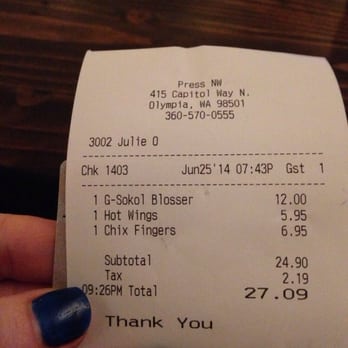 Press NW
415 Capitol Way N.
Olympia, WA 98501
360-570-0555
3002 Julie O
Chk 1403 Jun25'14 07:43P Gst 1
1 G-Sokol Blosser 12.00
1 Hot Wings 5.95
1 Chix Fingers 6.95
Subtotal 24.90
Tax 2.19
09:26PM Total 27.09
Thank You